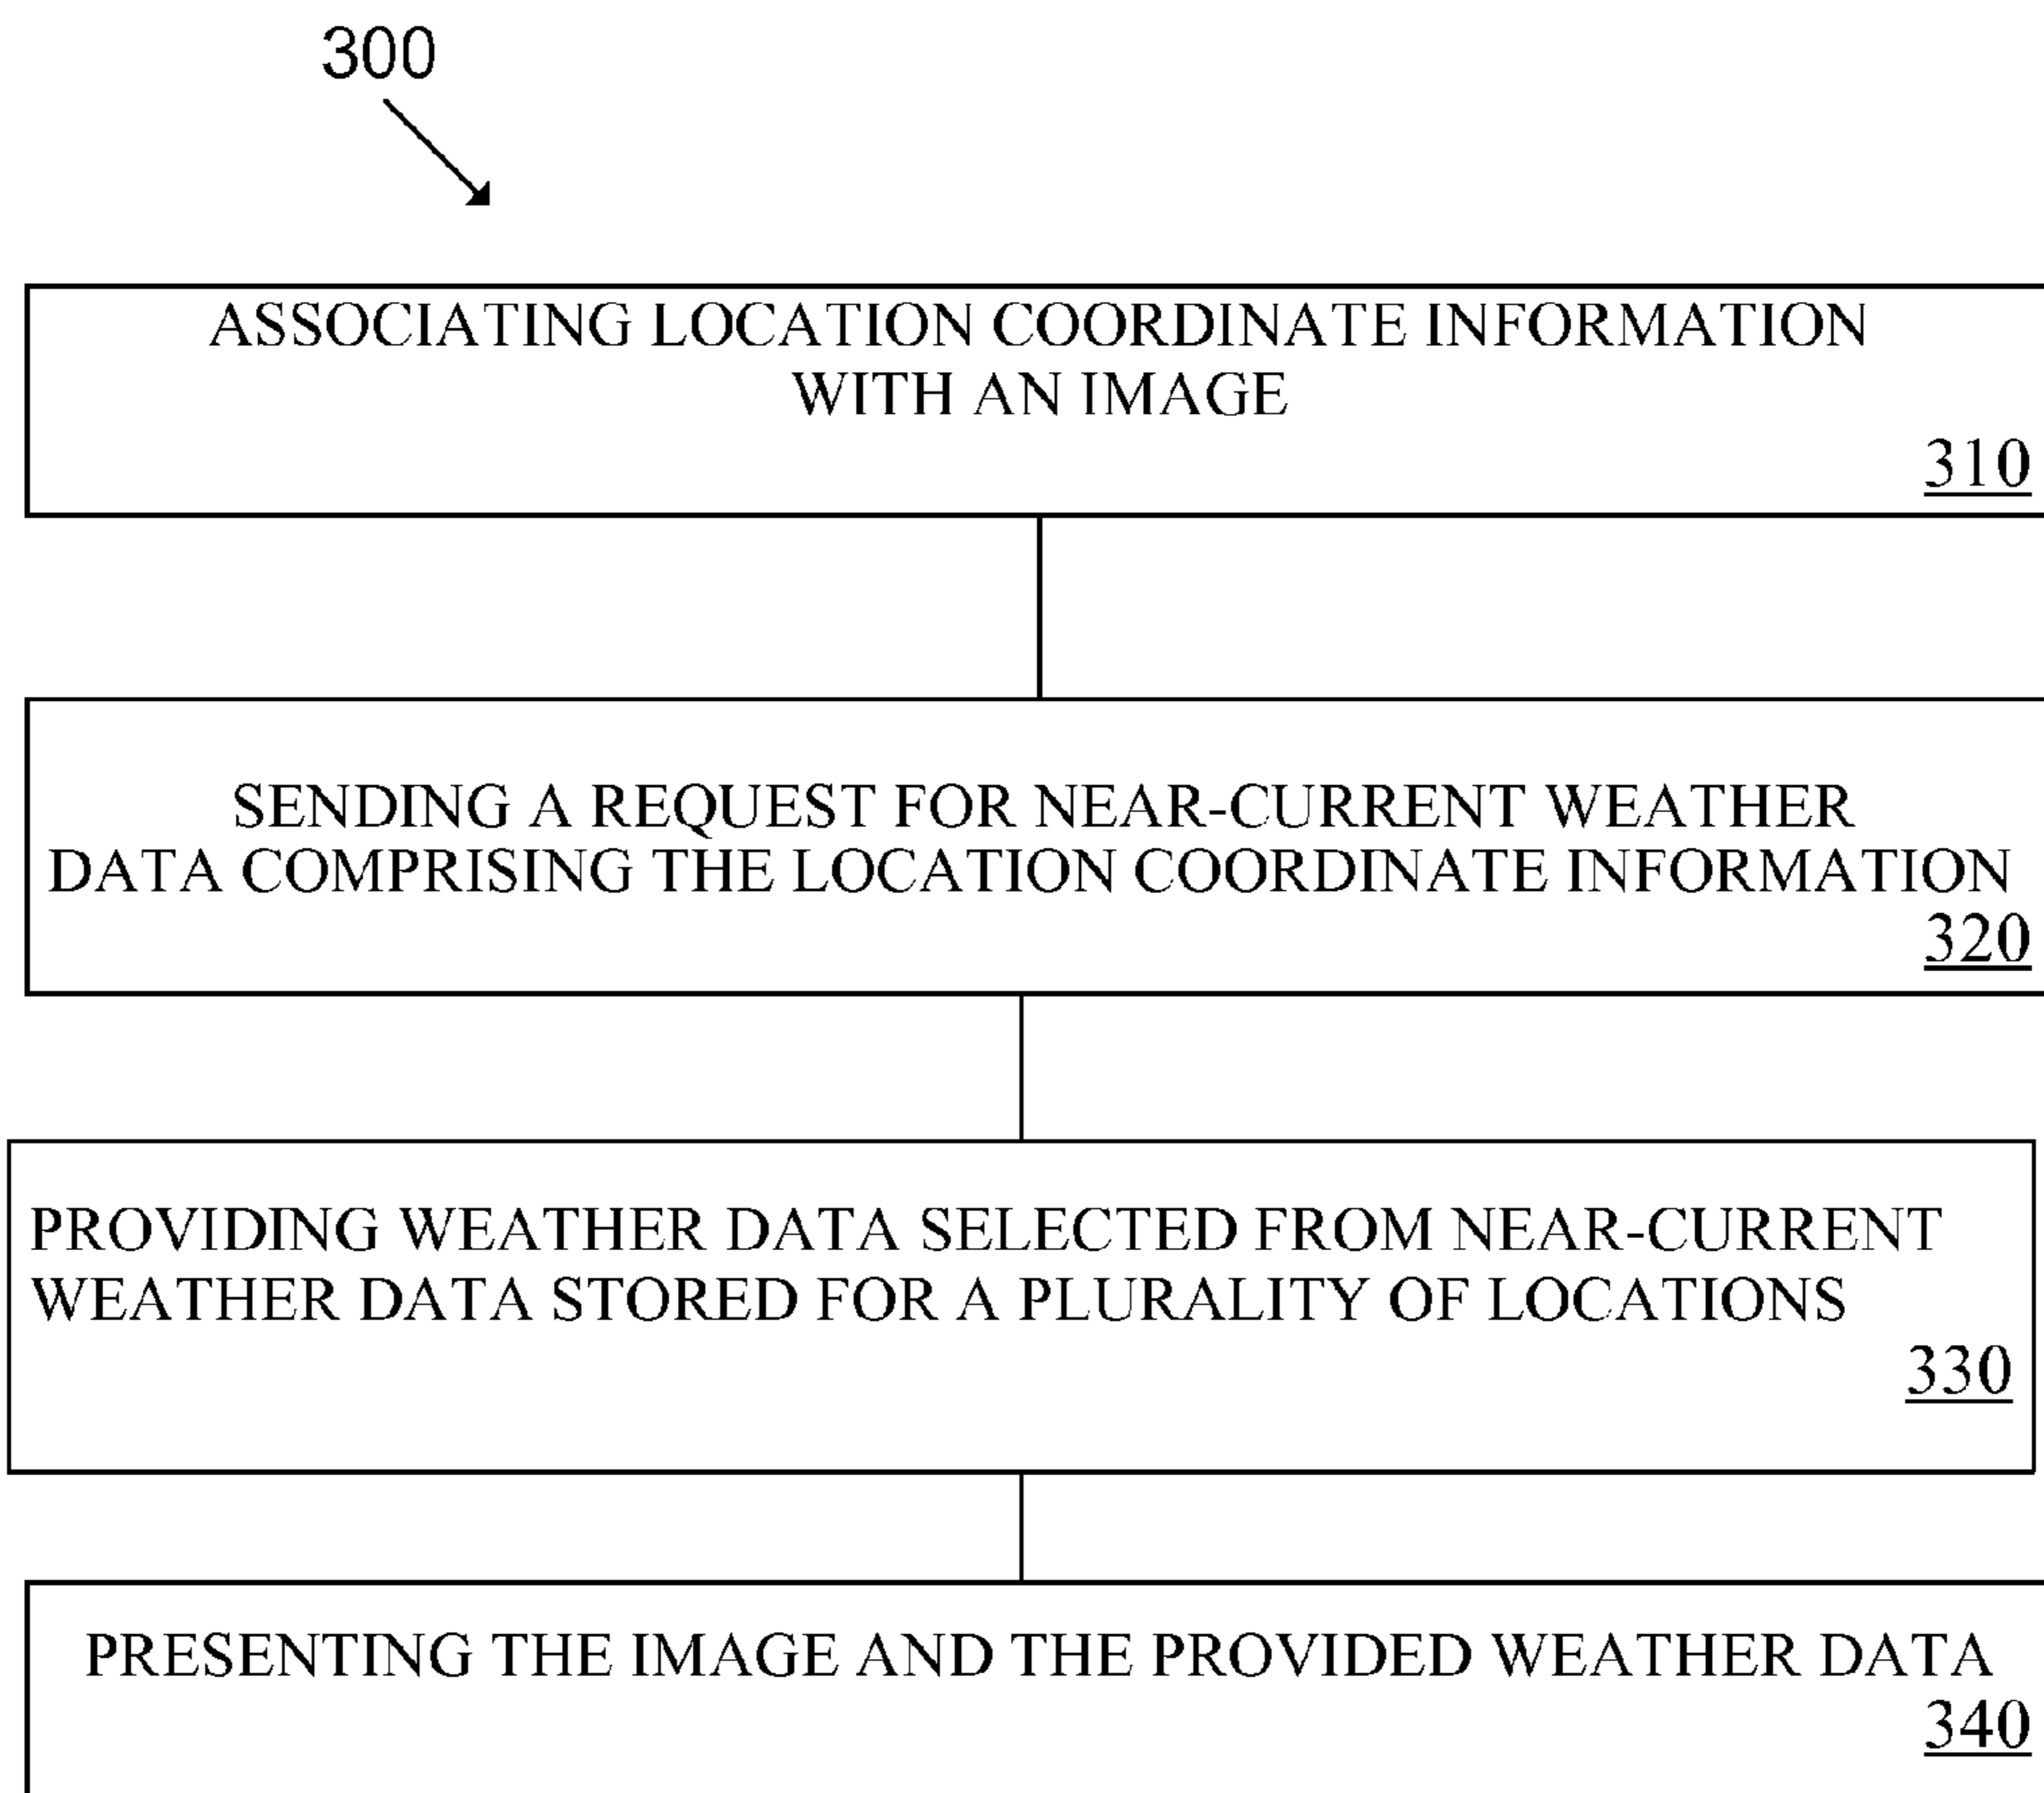 300
ASSOCIATING LOCATION COORDINATE INFORMATION
WITH AN IMAGE
310
SENDING A REQUEST FOR NEAR-CURRENT WEATHER
DATA COMPRISING THE LOCATION COORDINATE INFORMATION
320
PROVIDING WEATHER DATA SELECTED FROM NEAR-CURRENT
WEATHER DATA STORED FOR A PLURALITY OF LOCATIONS
330
PRESENTING THE IMAGE AND THE PROVIDED WEATHER DATA
340